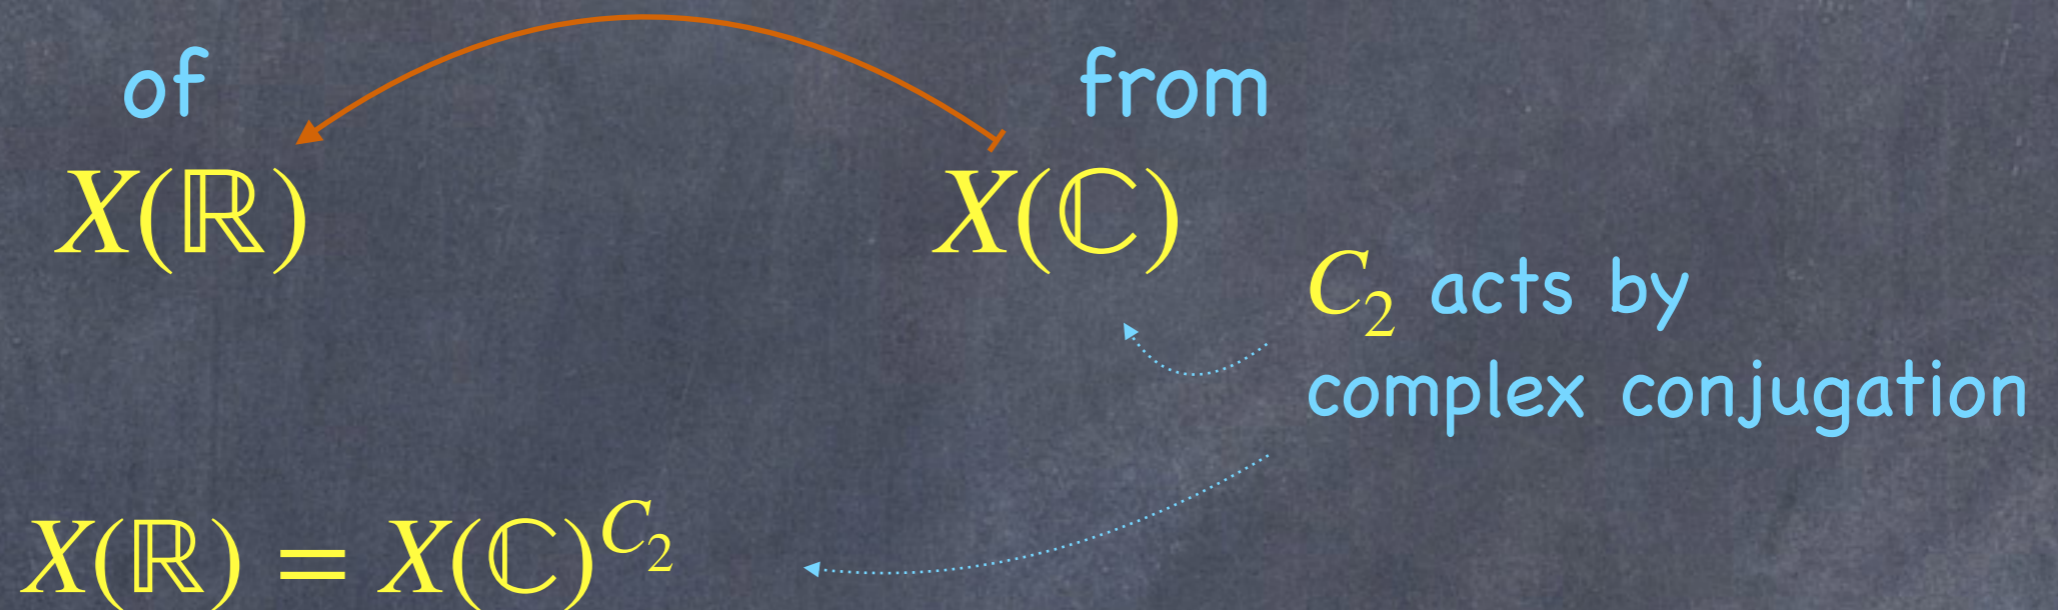 of from
X(ℝ) X(ℂ)
C₂ acts by
complex conjugation
X(ℝ) = X(ℂ)^{C₂}